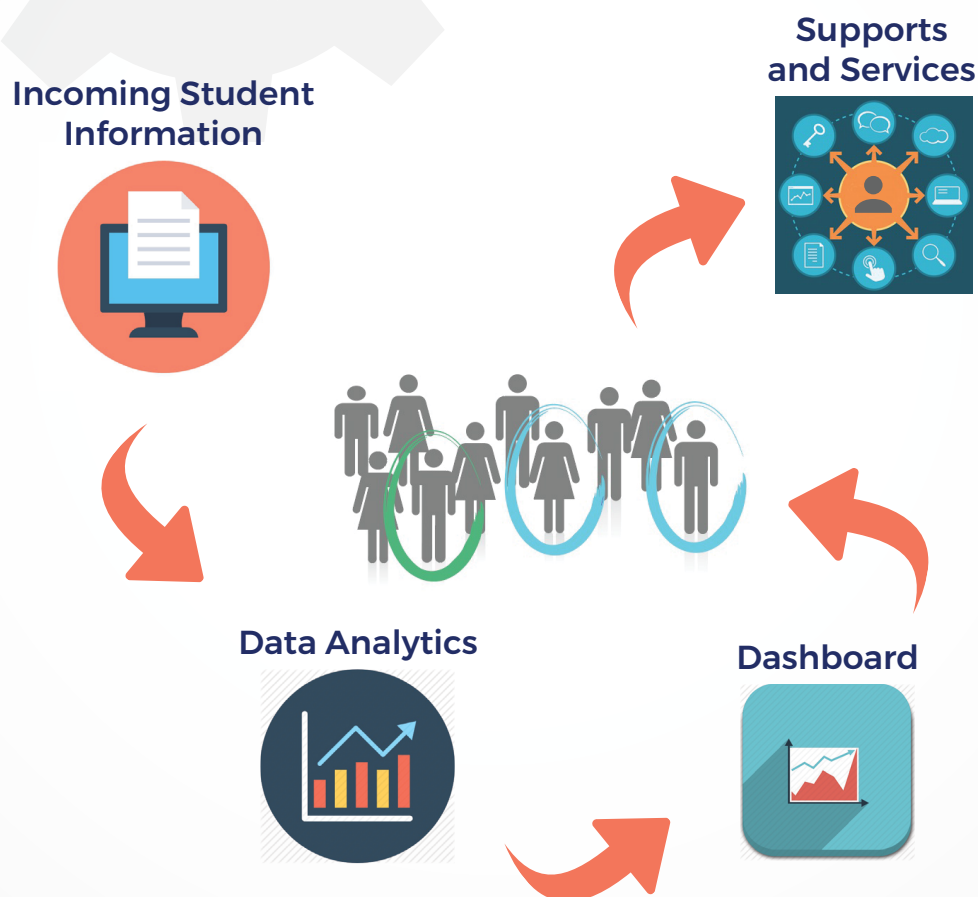 Incoming Student
Information
Supports
and Services
Data Analytics
Dashboard